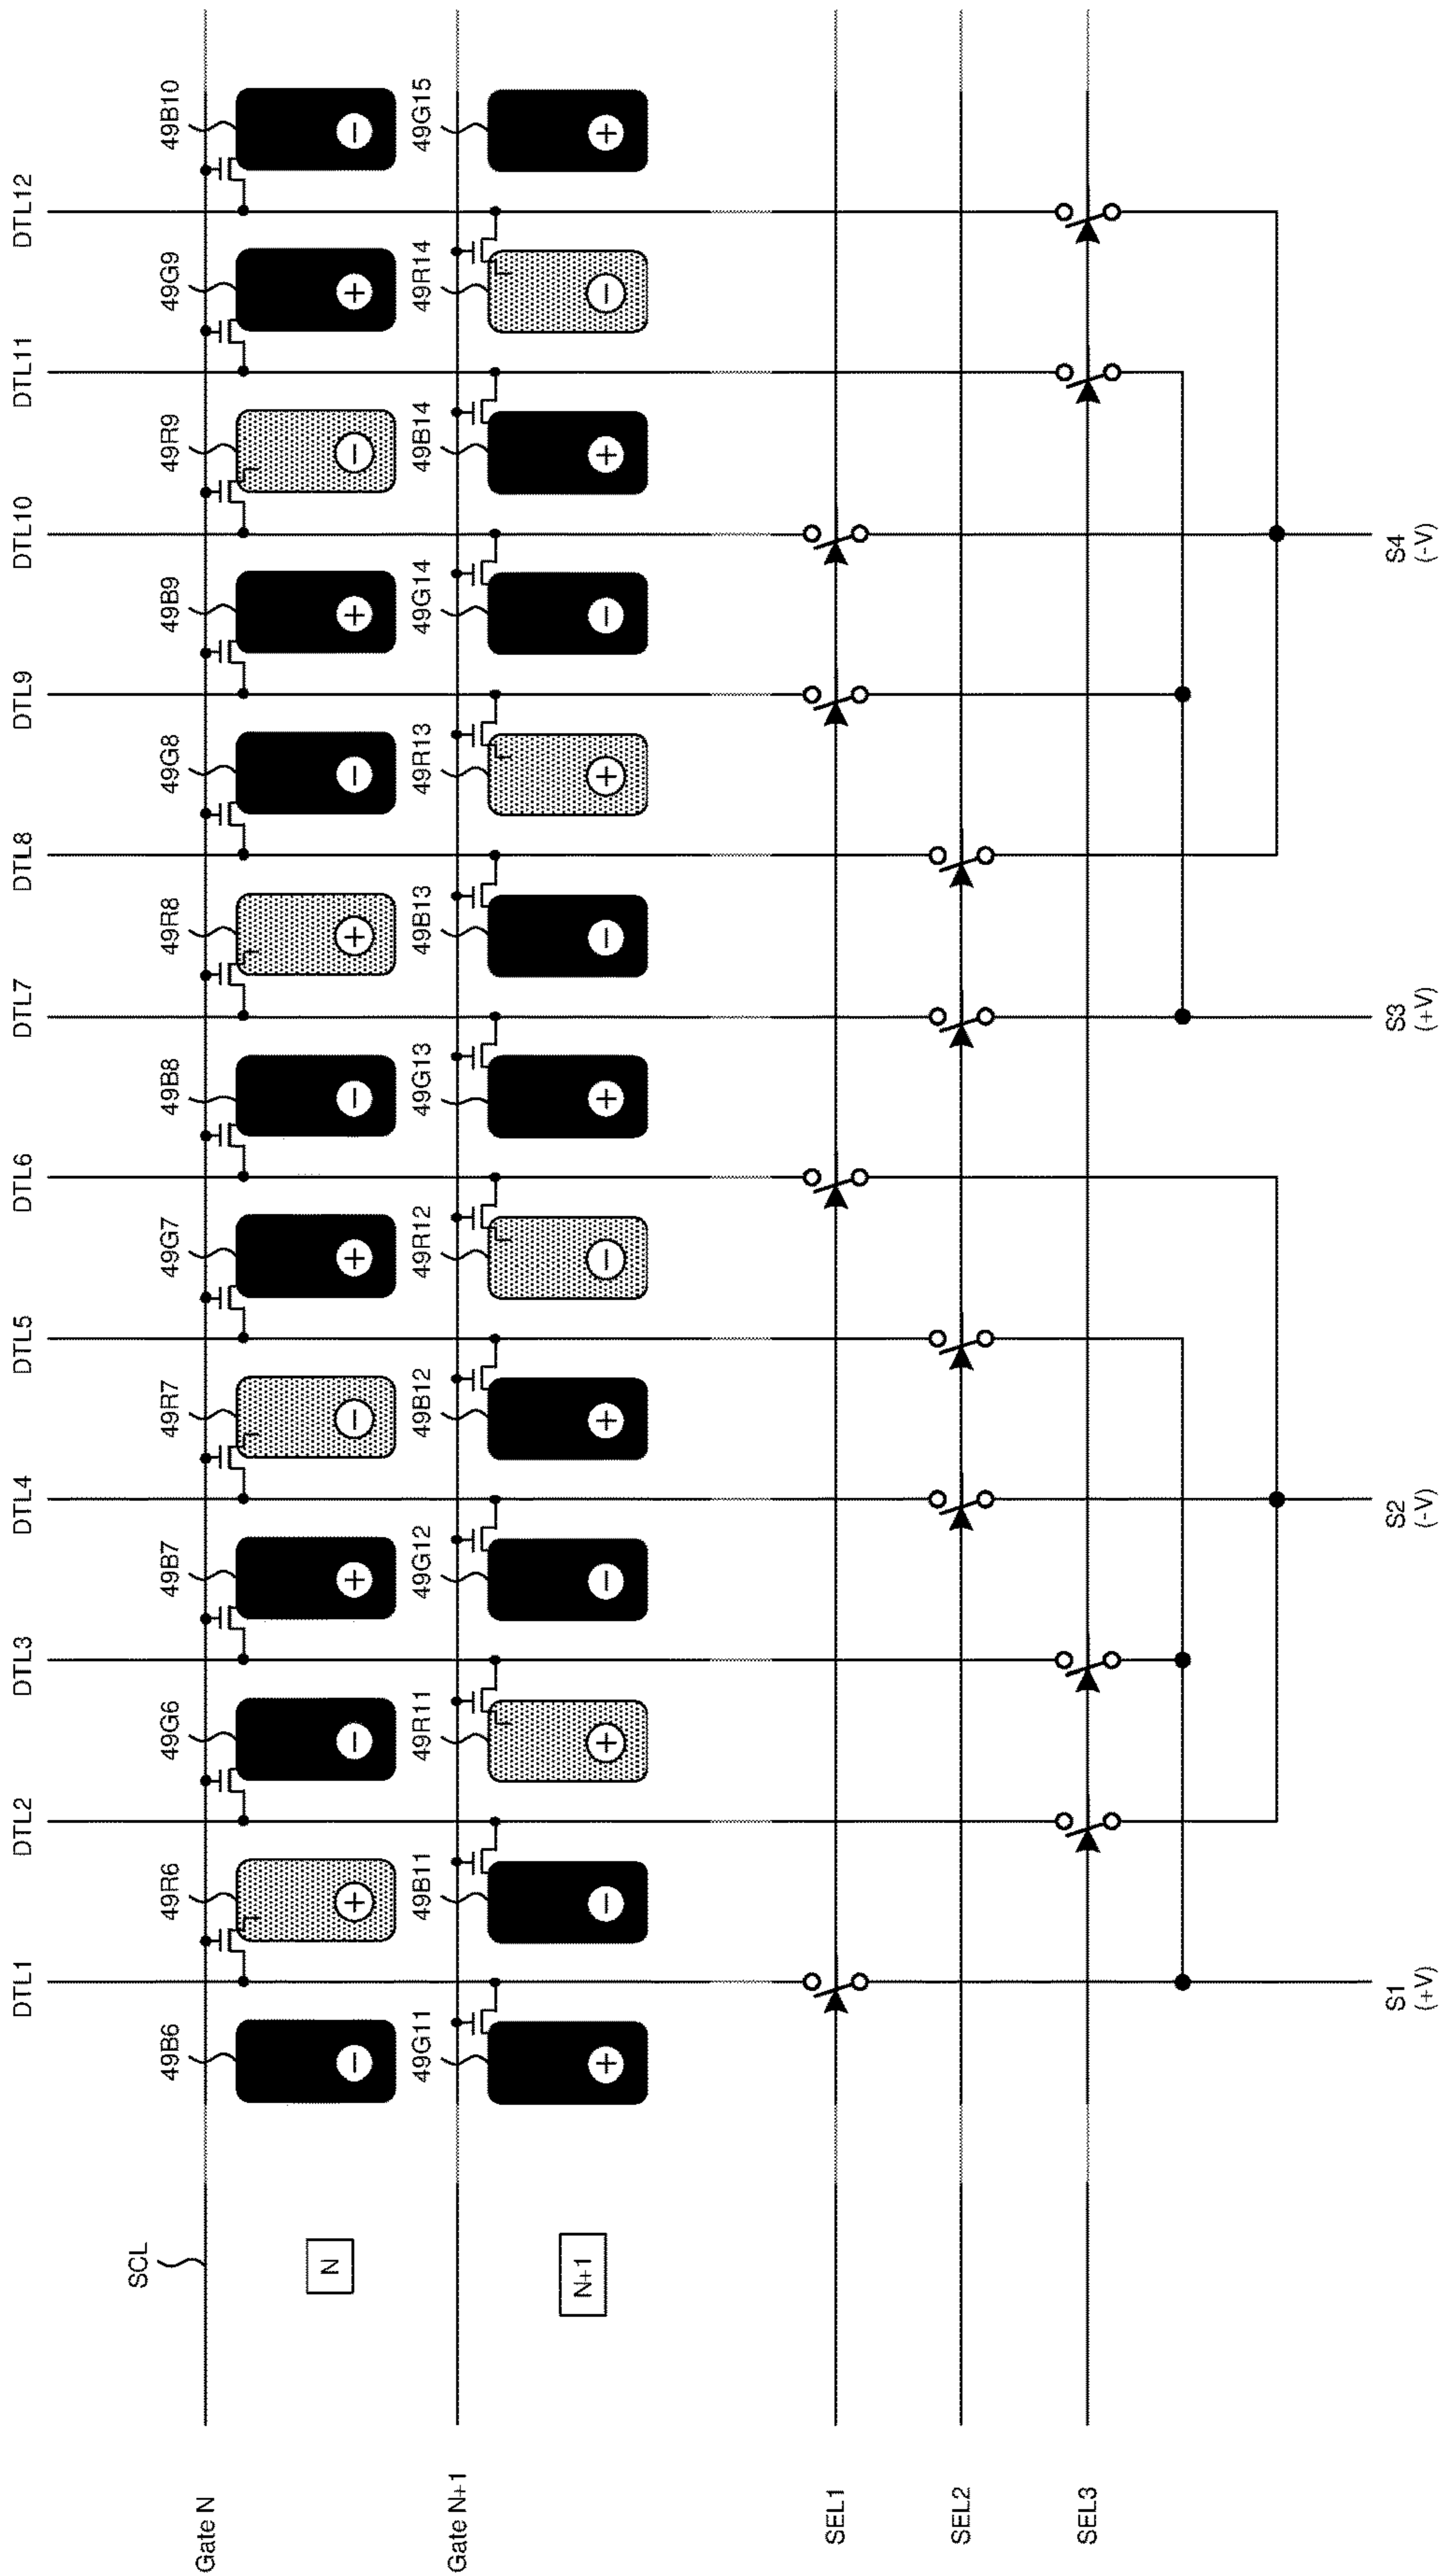 DTL1 DTL2 DTL3 DTL4 DTL5 DTL6 DTL7 DTL8 DTL9 DTL10 DTL11 DTL12
SCL
49B6 49R6 49G6 49B7 49R7 49G7 49B8 49R8 49G8 49B9 49R9 49G9 49B10
Gate N
N
− + − + − + − + − + − + −
49G11 49B11 49R11 49G12 49B12 49R12 49G13 49B13 49R13 49G14 49B14 49R14 49G15
Gate N+1
N+1
+ − + − + − + − + − + − +
SEL1
SEL2
SEL3
S1 S2 S3 S4
(+V) (-V) (+V) (-V)